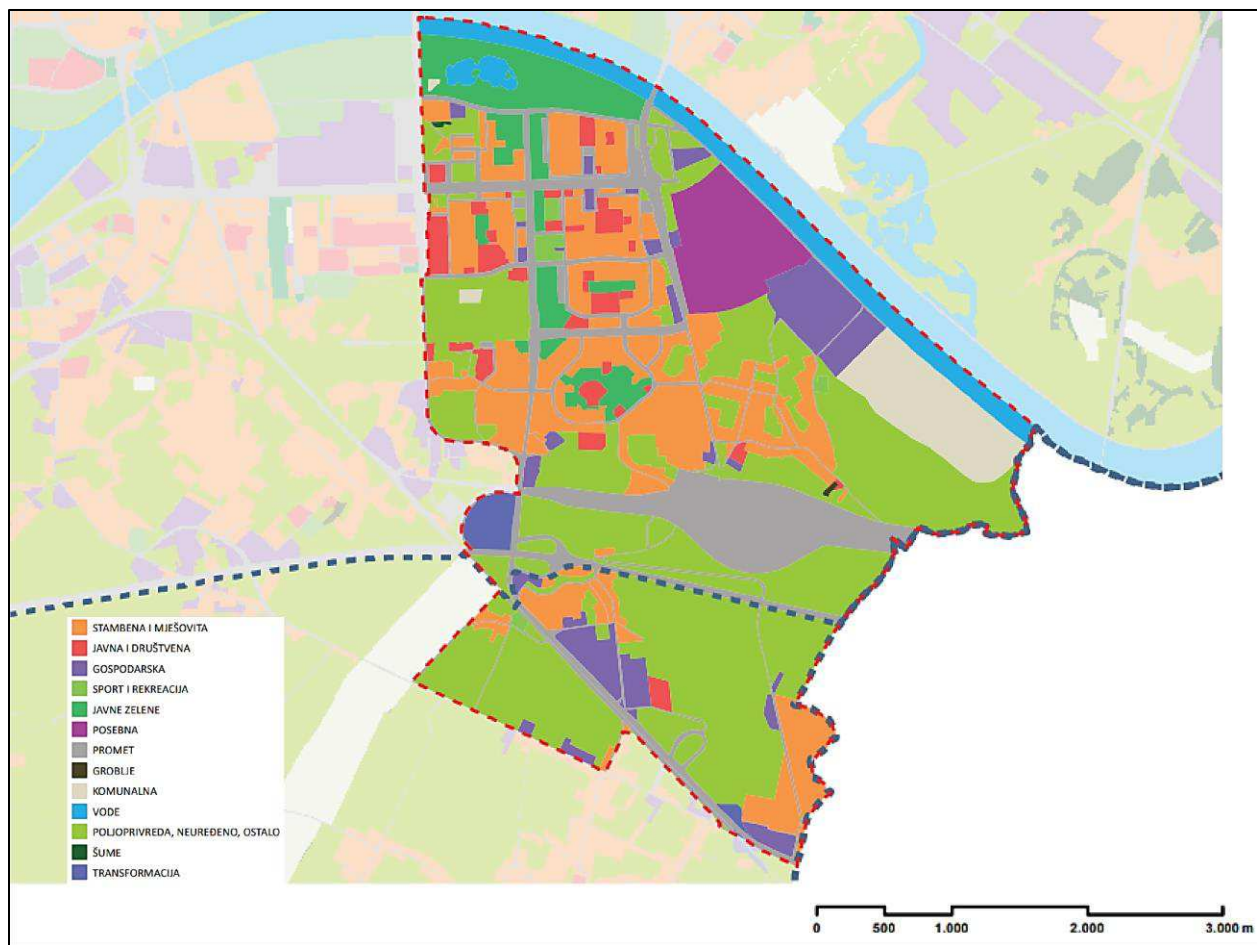 STAMBENA I MJEŠOVITA
JAVNA I DRUŠTVENA
GOSPODARSKA
SPORT I REKREACIJA
JAVNE ZELENE
POSEBNA
PROMET
GROBLJE
KOMUNALNA
VODE
POLJOPRIVREDA, NEUREĐENO, OSTALO
ŠUME
TRANSFORMACIJA
0 500 1.000 2.000 3.000 m